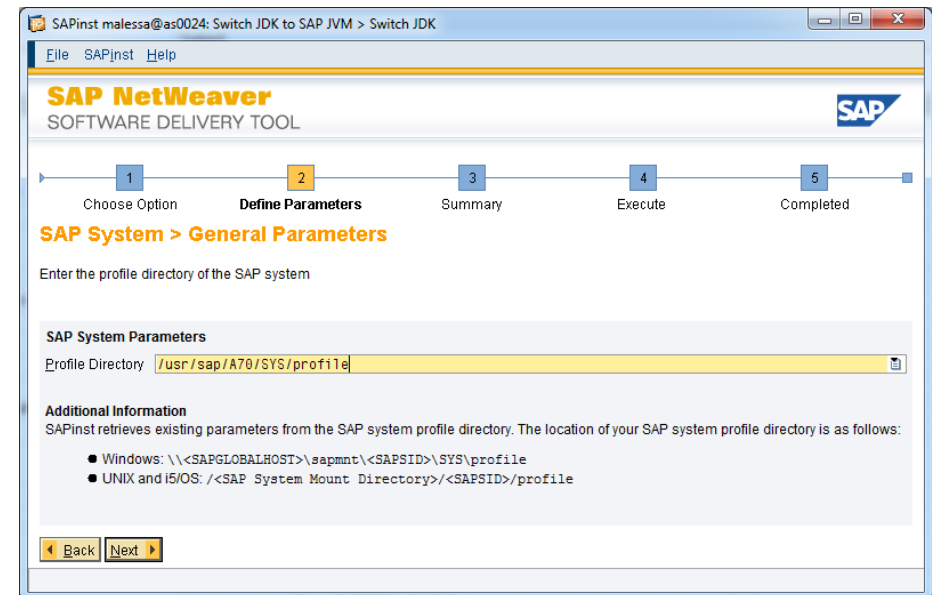 SAPinst malessa@as0024: Switch JDK to SAP JVM > Switch JDK
File SAPinst Help
SAP NetWeaver
SOFTWARE DELIVERY TOOL
SAP
1 2 3 4 5
Choose Option Define Parameters Summary Execute Completed
SAP System > General Parameters
Enter the profile directory of the SAP system
SAP System Parameters
Profile Directory /usr/sap/A70/SYS/profile
Additional Information
SAPinst retrieves existing parameters from the SAP system profile directory. The location of your SAP system profile directory is as follows:
● Windows: \\<SAPGLOBALHOST>\sapmnt\<SAPSID>\SYS\profile
● UNIX and i5/OS: /<SAP System Mount Directory>/<SAPSID>/profile
Back Next